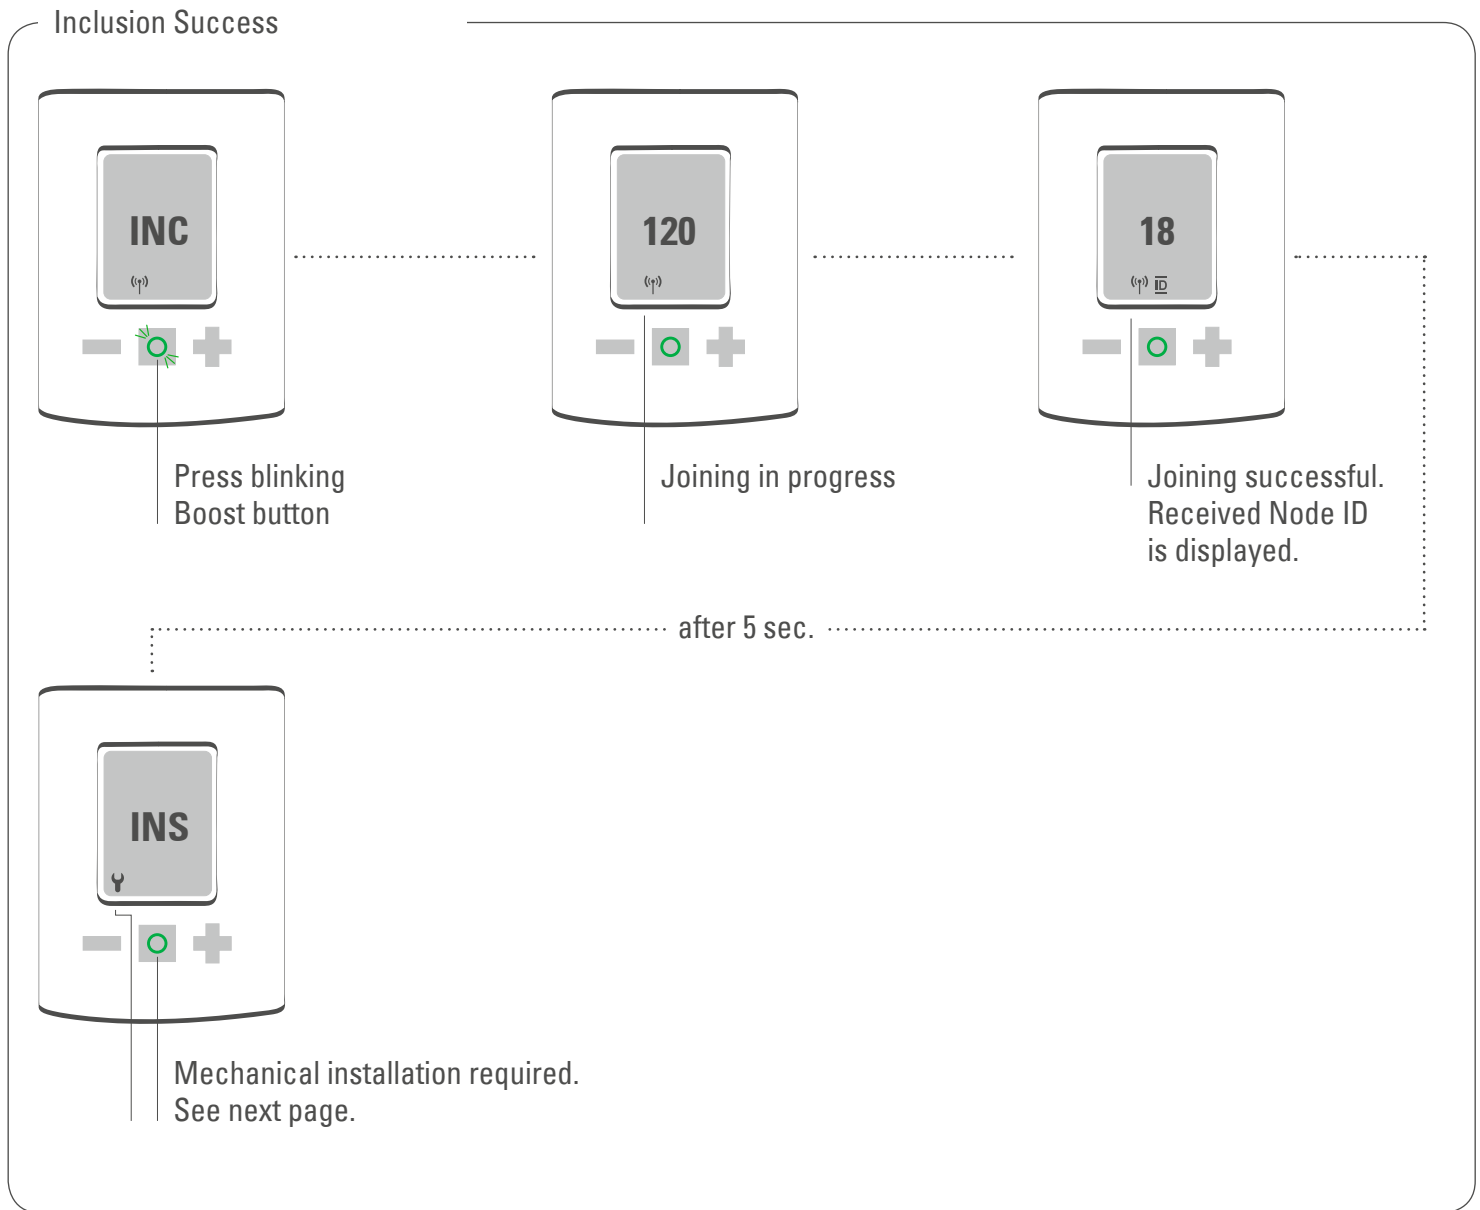 Inclusion Success
INC
120
18
ID
Press blinking
Boost button
Joining in progress
Joining successful.
Received Node ID
is displayed.
after 5 sec.
INS
Mechanical installation required.
See next page.